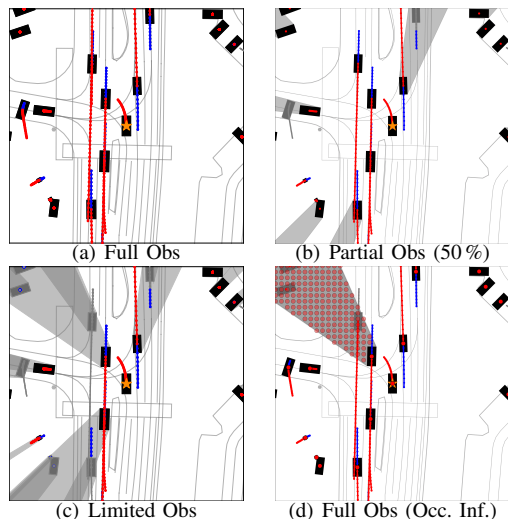 (a) Full Obs
(b) Partial Obs (50 %)
(c) Limited Obs
(d) Full Obs (Occ. Inf.)